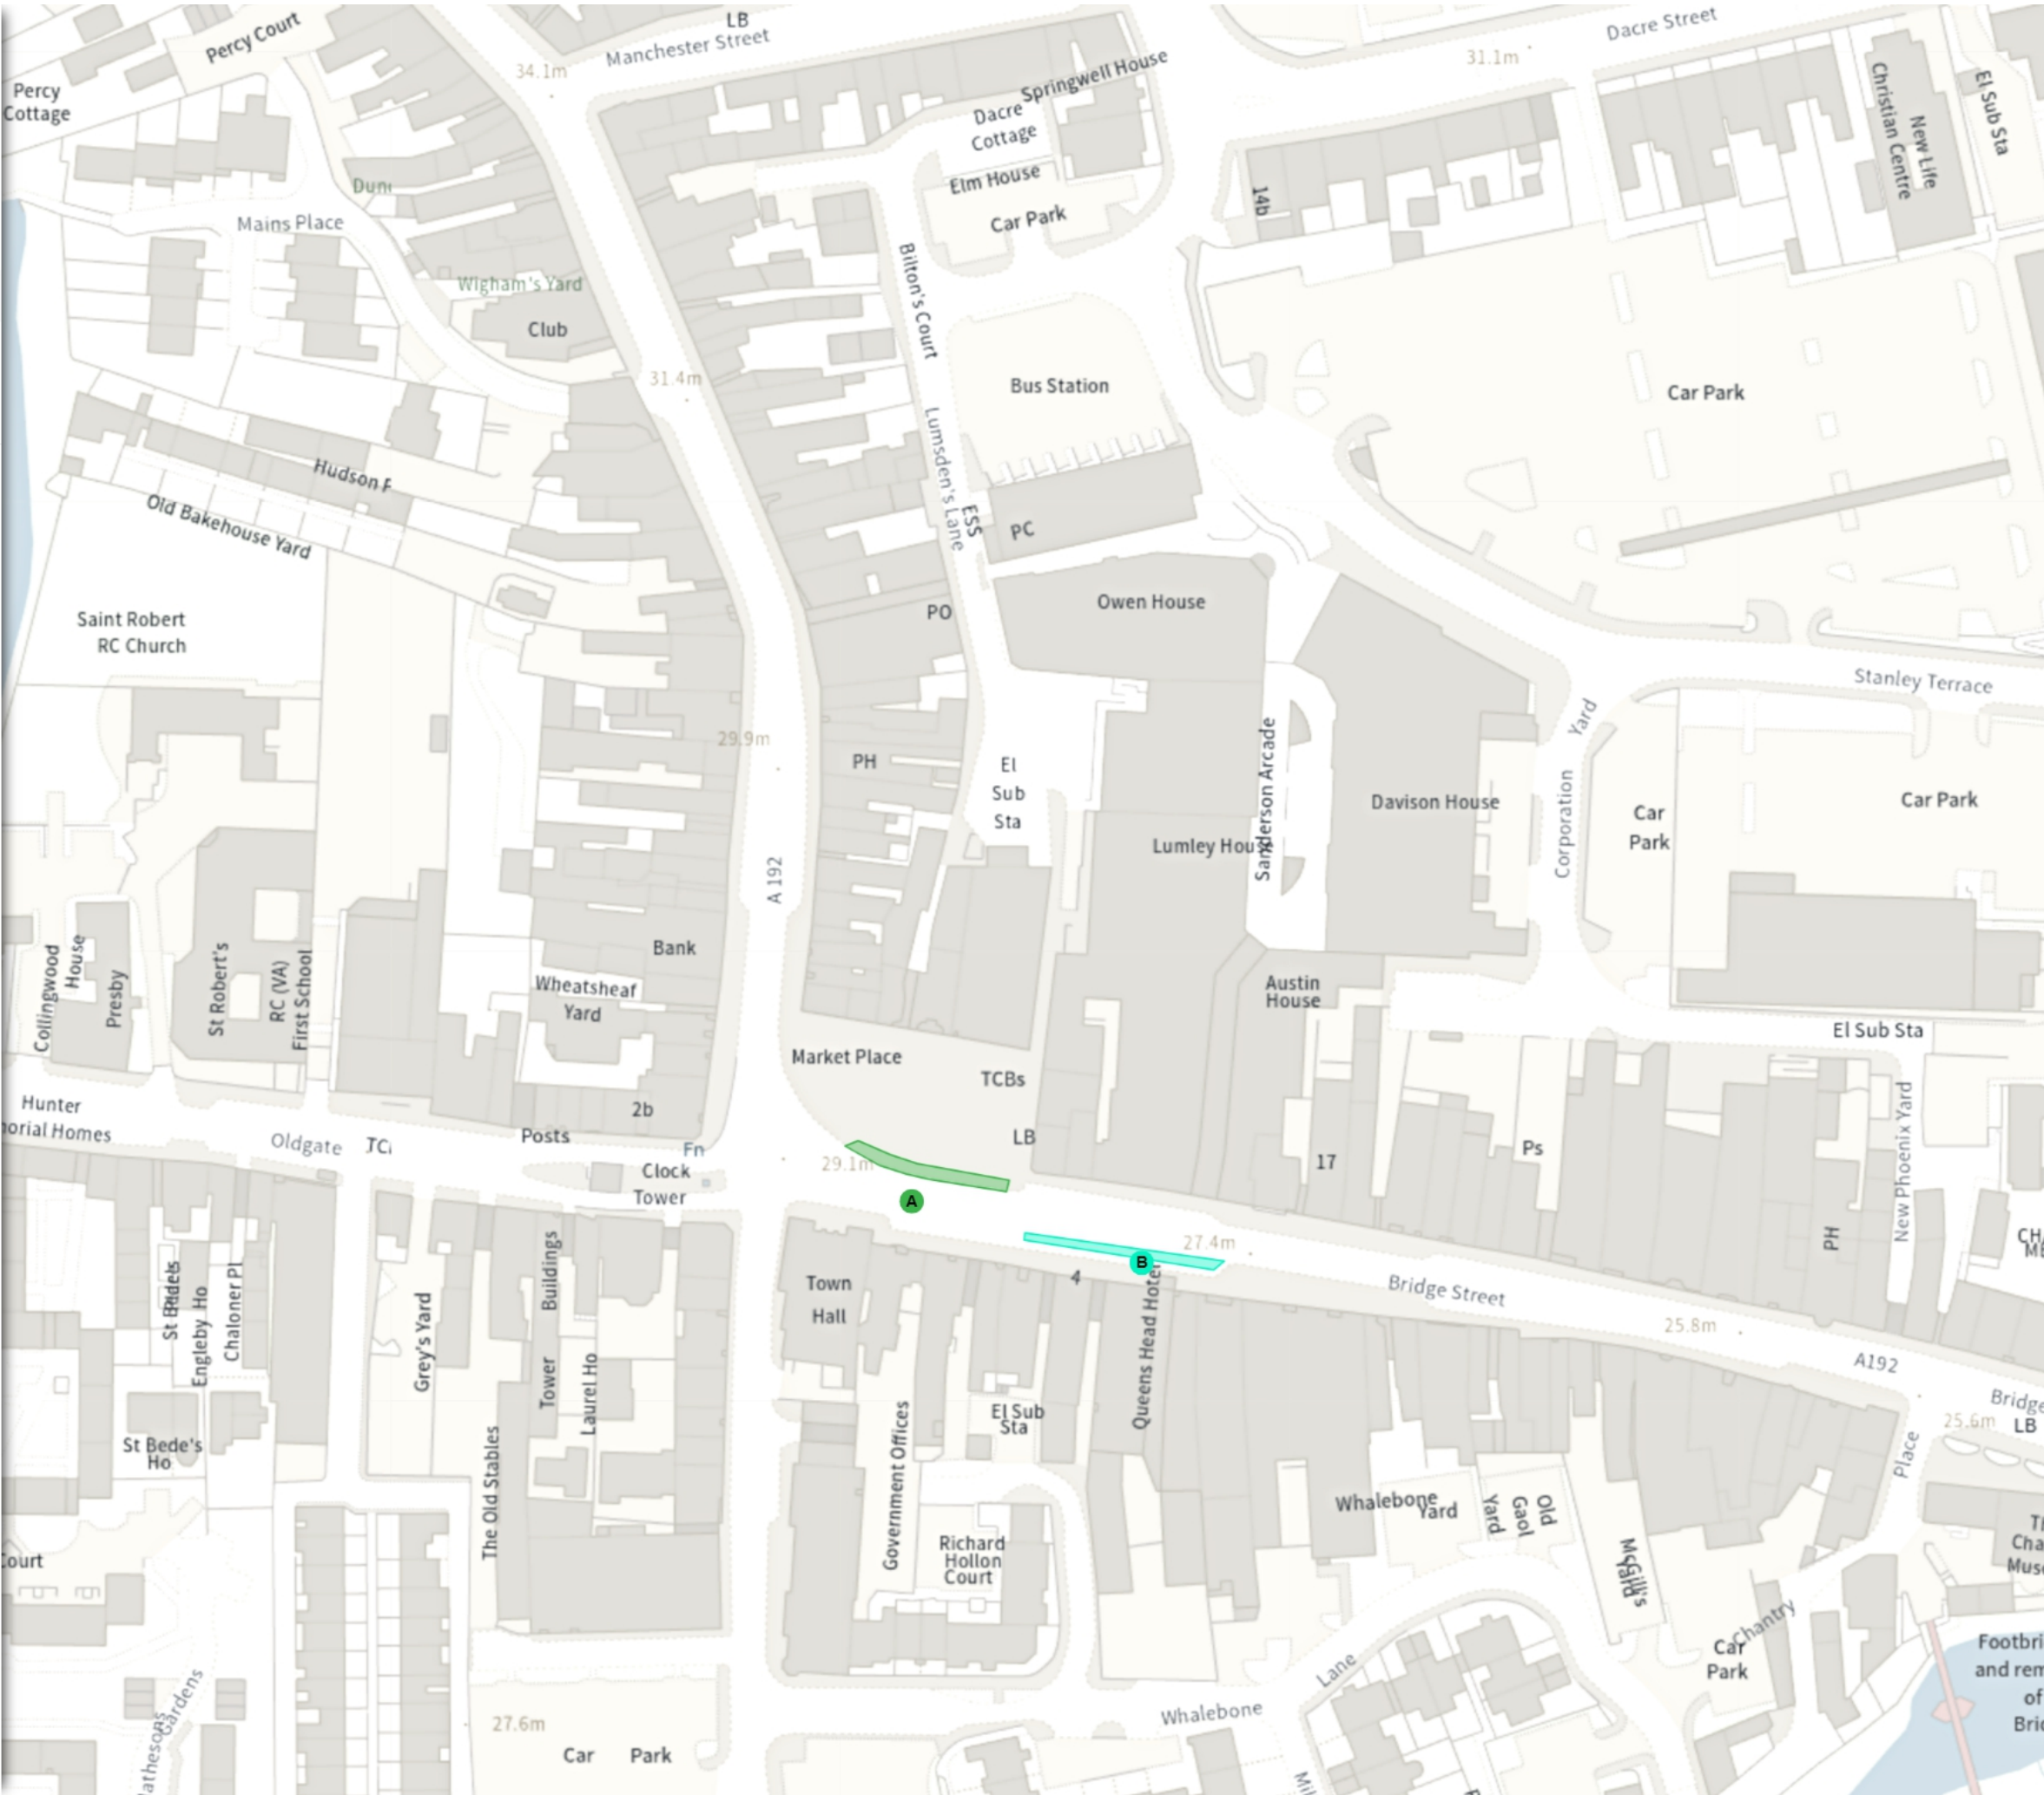 LB
Percy Court
Manchester Street
Dacre Street
34.1m
31.1m
Springwell House
Percy
Cottage
Dacre
Cottage
Christian Centre
New Life
El Sub Sta
Elm House
14b
Car Park
Mains Place
Wigham's Yard
Bilton's Court
Club
31.4m
Bus Station
Car Park
Lumsden's Lane
Old Bakehouse Yard
ESS
PC
Owen House
PO
Saint Robert
RC Church
Stanley Terrace
Corporation Yard
29.9m
PH
El
Sub
Sta
Sanderson Arcade
Davison House
Car
Park
Car Park
Lumley House
A 192
Bank
Collingwood
House
Presby
St Robert's
RC (VA)
First School
Wheatsheaf
Yard
Austin
House
El Sub Sta
Market Place
TCBs
Hunter
orial Homes
2b
Oldgate
Posts
Fn
LB
Clock
Tower
29.1m
A
17
Ps
New Phoenix Yard
PH
B
27.4m
4
Town
Hall
Bridge Street
25.8m
A192
Bridge
25.6m
LB
Engleby Ho
Chaloner Pl
Grey's Yard
Tower Buildings
Laurel Ho
The Old Stables
Government Offices
El Sub
Sta
Queens Head Hotel
St Bede's
Ho
Whalebone
Yard
Old
Gaol
Yard
McGill's
Yard
Chantry Place
Richard
Hollon
Court
Court
Car
Park
Whalebone Lane
27.6m
Car Park
Footbri
and rem
of